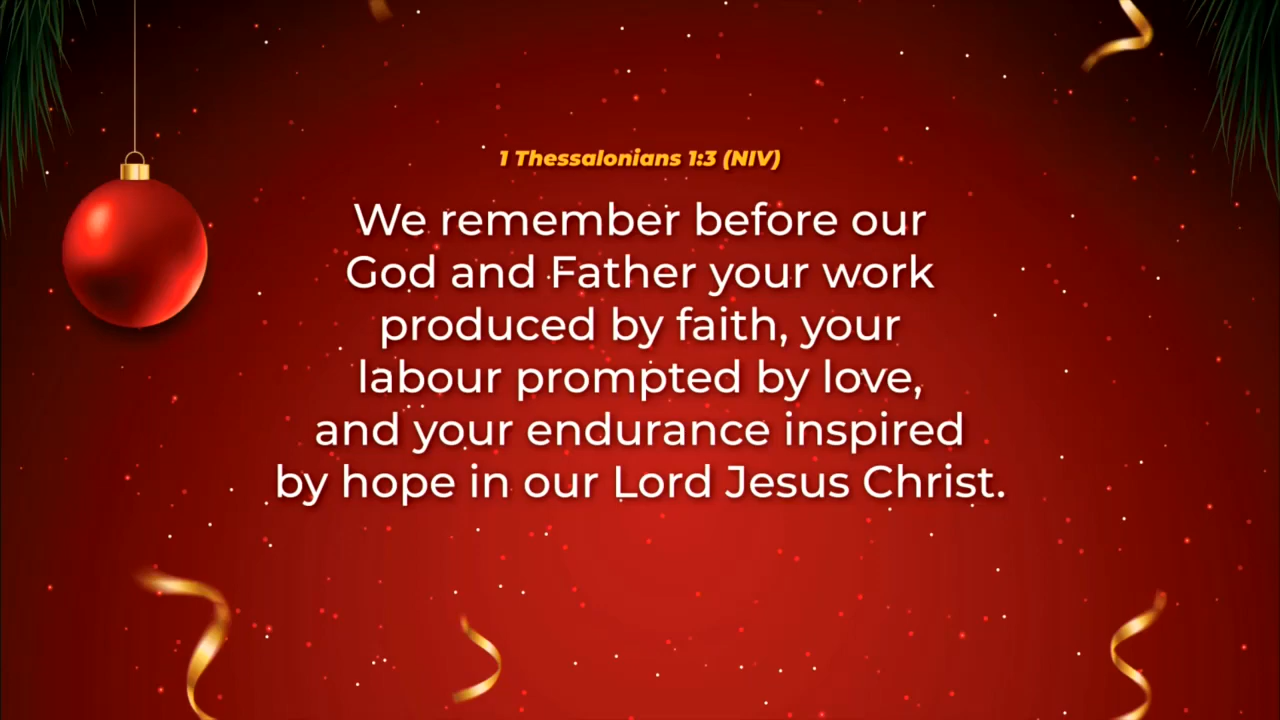 1 Thessalonians 1:3 (NIV)
We remember before our
God and Father your work
produced by faith, your
labour prompted by love,
and your endurance inspired
by hope in our Lord Jesus Christ.